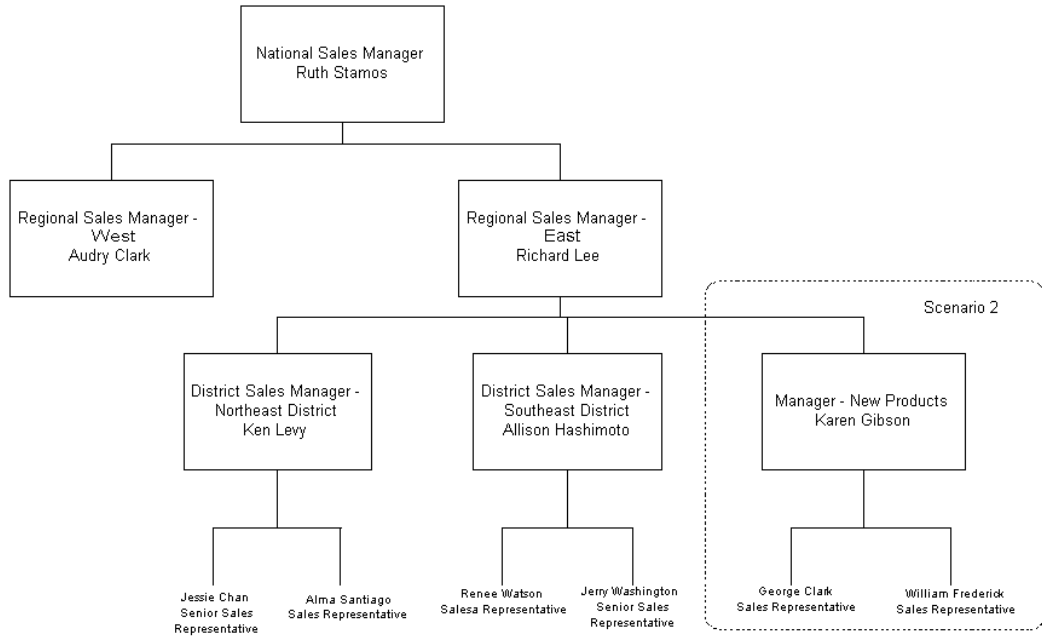 National Sales Manager
Ruth Stamos
Regional Sales Manager -
West
Audry Clark
Regional Sales Manager -
East
Richard Lee
Scenario 2
District Sales Manager -
Northeast District
Ken Levy
District Sales Manager -
Southeast District
Allison Hashimoto
Manager - New Products
Karen Gibson
Jessie Chan
Senior Sales
Representative
Alma Santiago
Sales Representative
Renee Watson
Salesa Representative
Jerry Washington
Senior Sales
Representative
George Clark
Sales Representative
William Frederick
Sales Representative